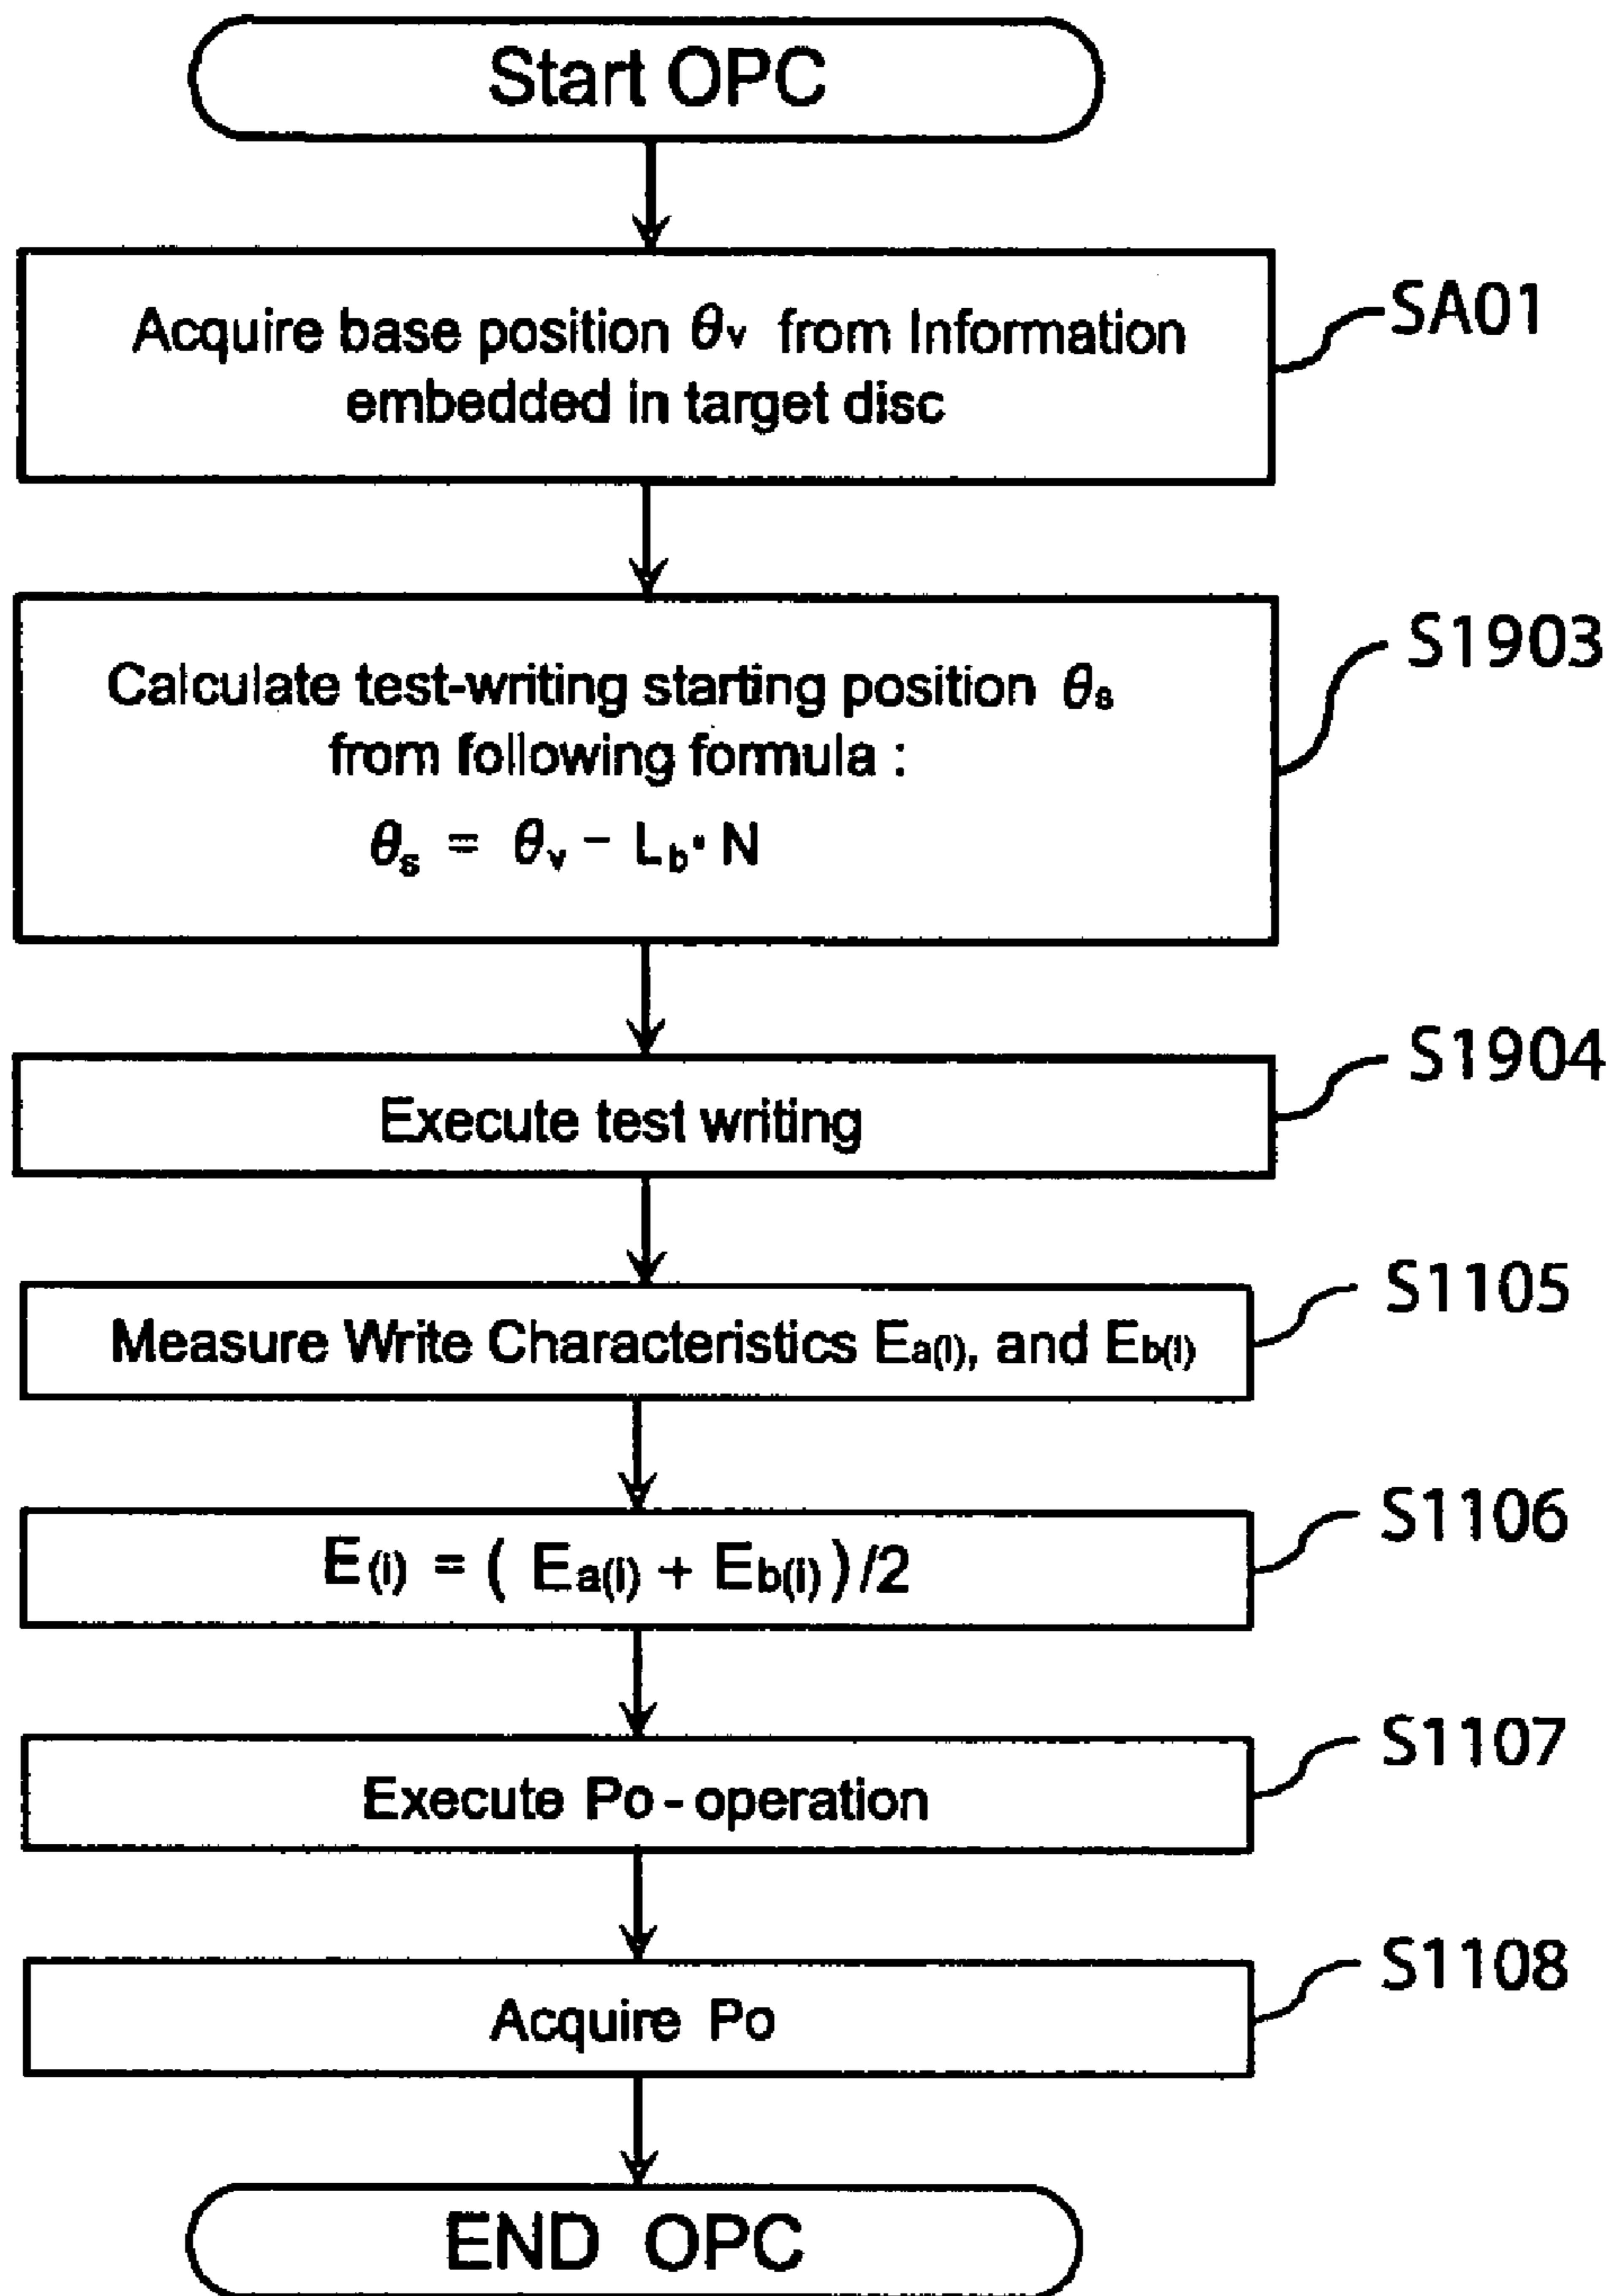 Start OPC
Acquire base position θv from Information
embedded in target disc
SA01
Calculate test-writing starting position θs
from following formula :
θs = θv - Lb· N
S1903
Execute test writing
S1904
Measure Write Characteristics Ea(i), and Eb(i)
S1105
E(i) = ( Ea(i) + Eb(i) ) /2
S1106
Execute Po - operation
S1107
Acquire Po
S1108
END OPC